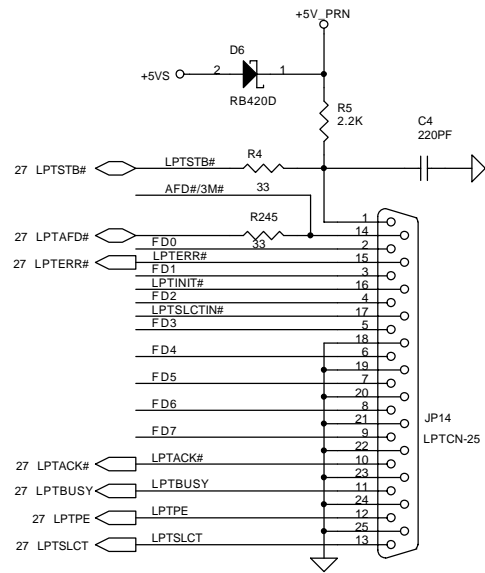 +5V_PRN
D6
+5VS 2 1
RB420D
R5
2.2K
C4
220PF
27 LPTSTB# LPTSTB# R4
33
AFD#/3M#
1
27 LPTAFD# R245 14
33
FD0 2
27 LPTERR# LPTERR# 15
FD1 3
LPTINIT# 16
FD2 4
LPTSLCTIN# 17
FD3 5
18
FD4 6
19
FD5 7
20
FD6 8
21
JP14
FD7 9
LPTCN-25
22
27 LPTACK# LPTACK# 10
23
27 LPTBUSY LPTBUSY 11
24
27 LPTPE LPTPE 12
25
27 LPTSLCT LPTSLCT 13